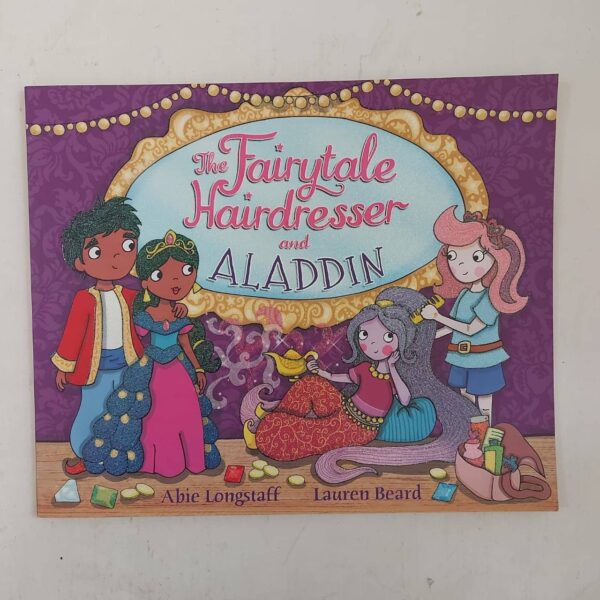 The Fairytale
Hairdresser
and
ALADDIN
Abie Longstaff Lauren Beard